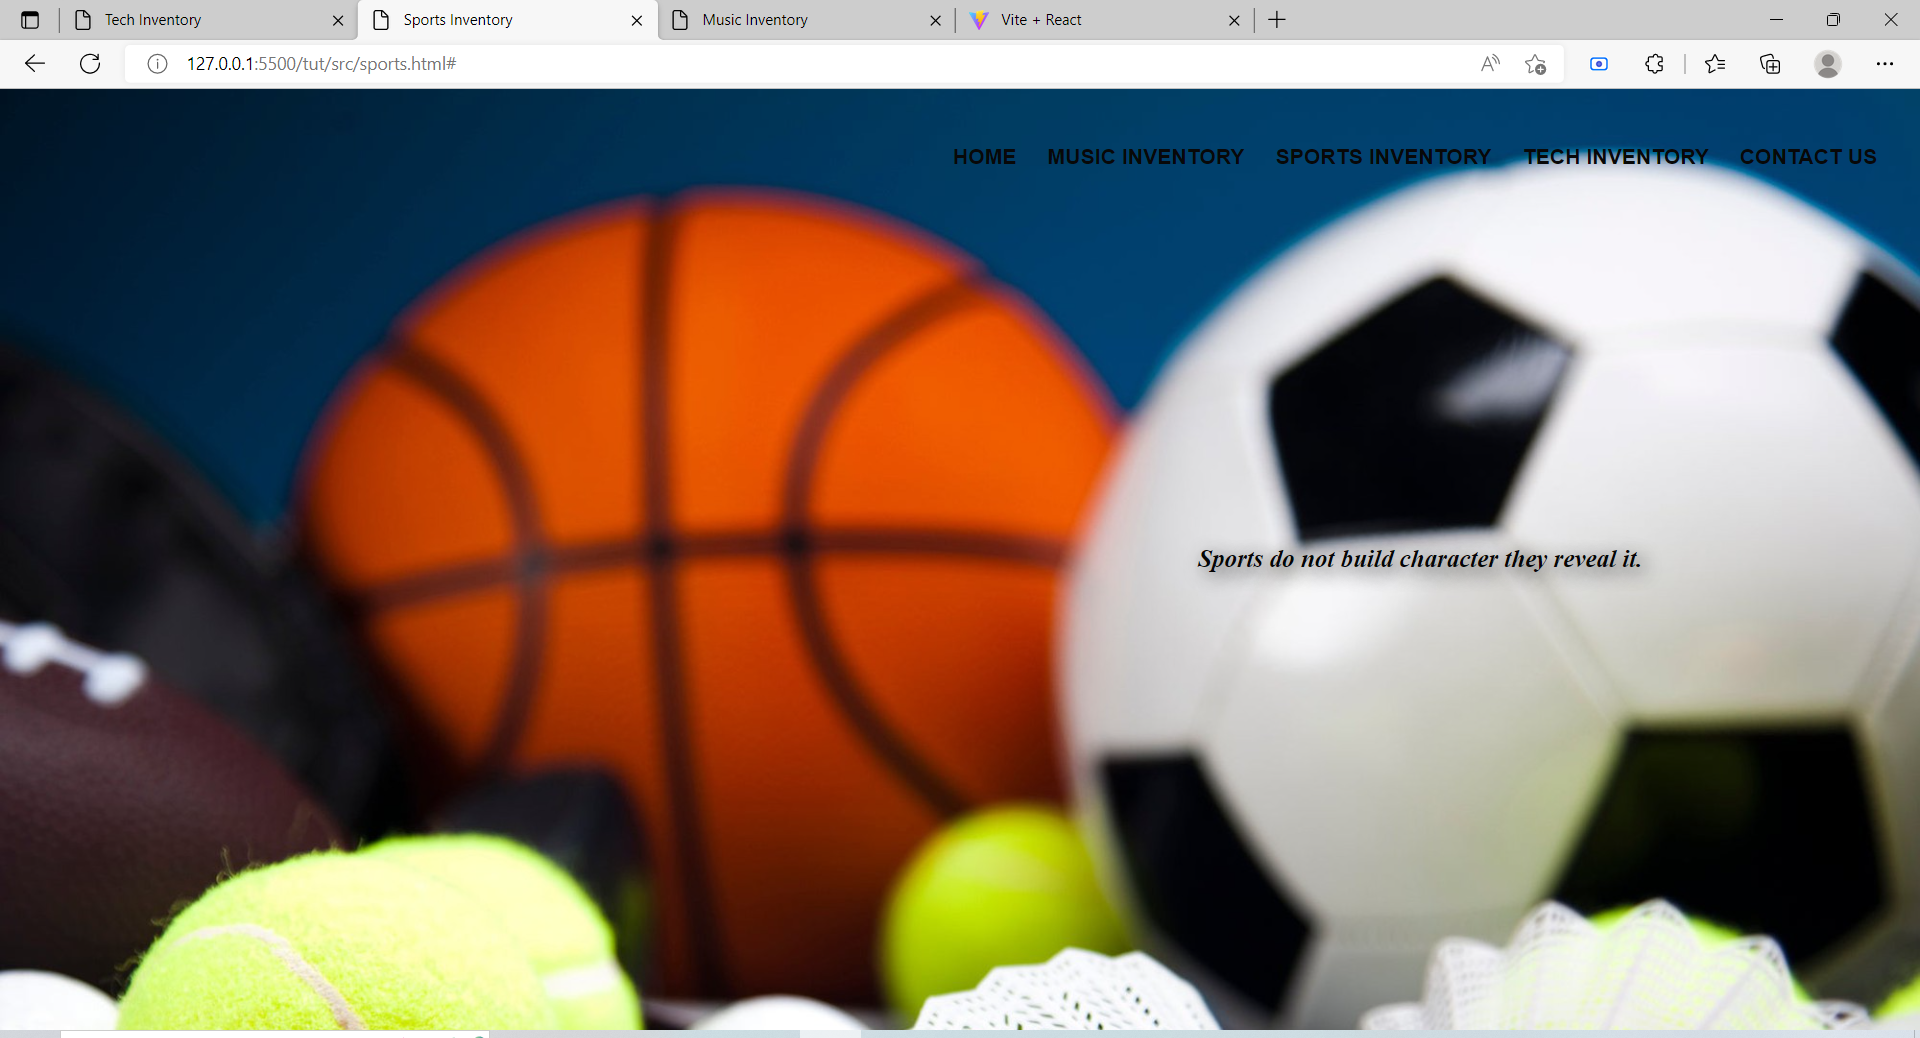 Tech Inventory
Sports Inventory
Music Inventory
Vite + React
127.0.0.1:5500/tut/src/sports.html#
HOME MUSIC INVENTORY SPORTS INVENTORY TECH INVENTORY CONTACT US
Sports do not build character they reveal it.